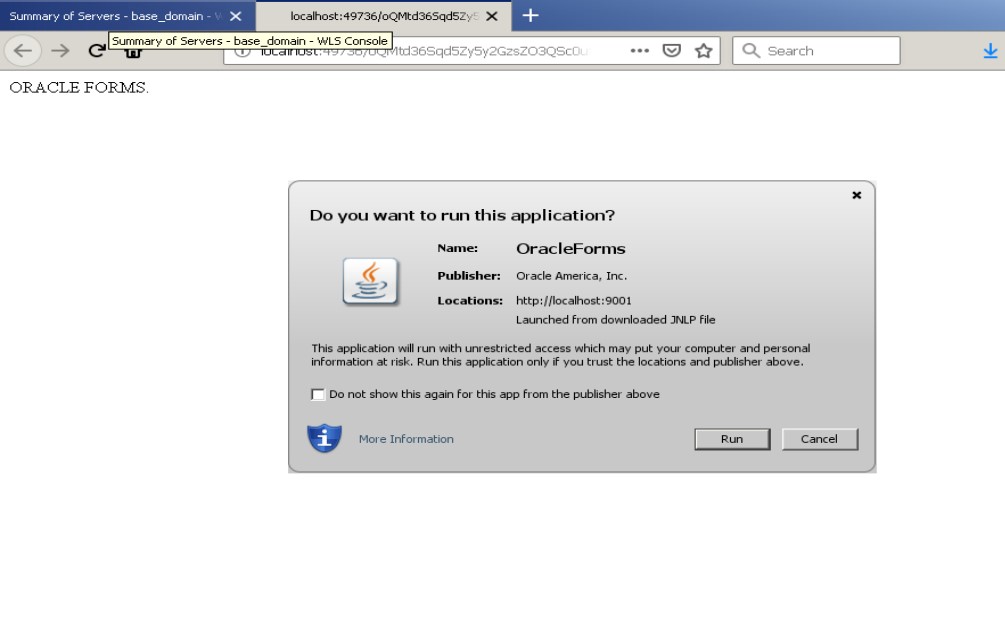 Summary of Servers - base_domain - W
localhost:49736/oQMtd36Sqd5Zy5
Summary of Servers - base_domain - WLS Console
localhost:49736/oQMtd36Sqd5Zy5y2GzsZO3QSc0u
Search
ORACLE FORMS.
Do you want to run this application?
Name: OracleForms
Publisher: Oracle America, Inc.
Locations: http://localhost:9001
Launched from downloaded JNLP file
This application will run with unrestricted access which may put your computer and personal
information at risk. Run this application only if you trust the locations and publisher above.
Do not show this again for this app from the publisher above
More Information
Run
Cancel